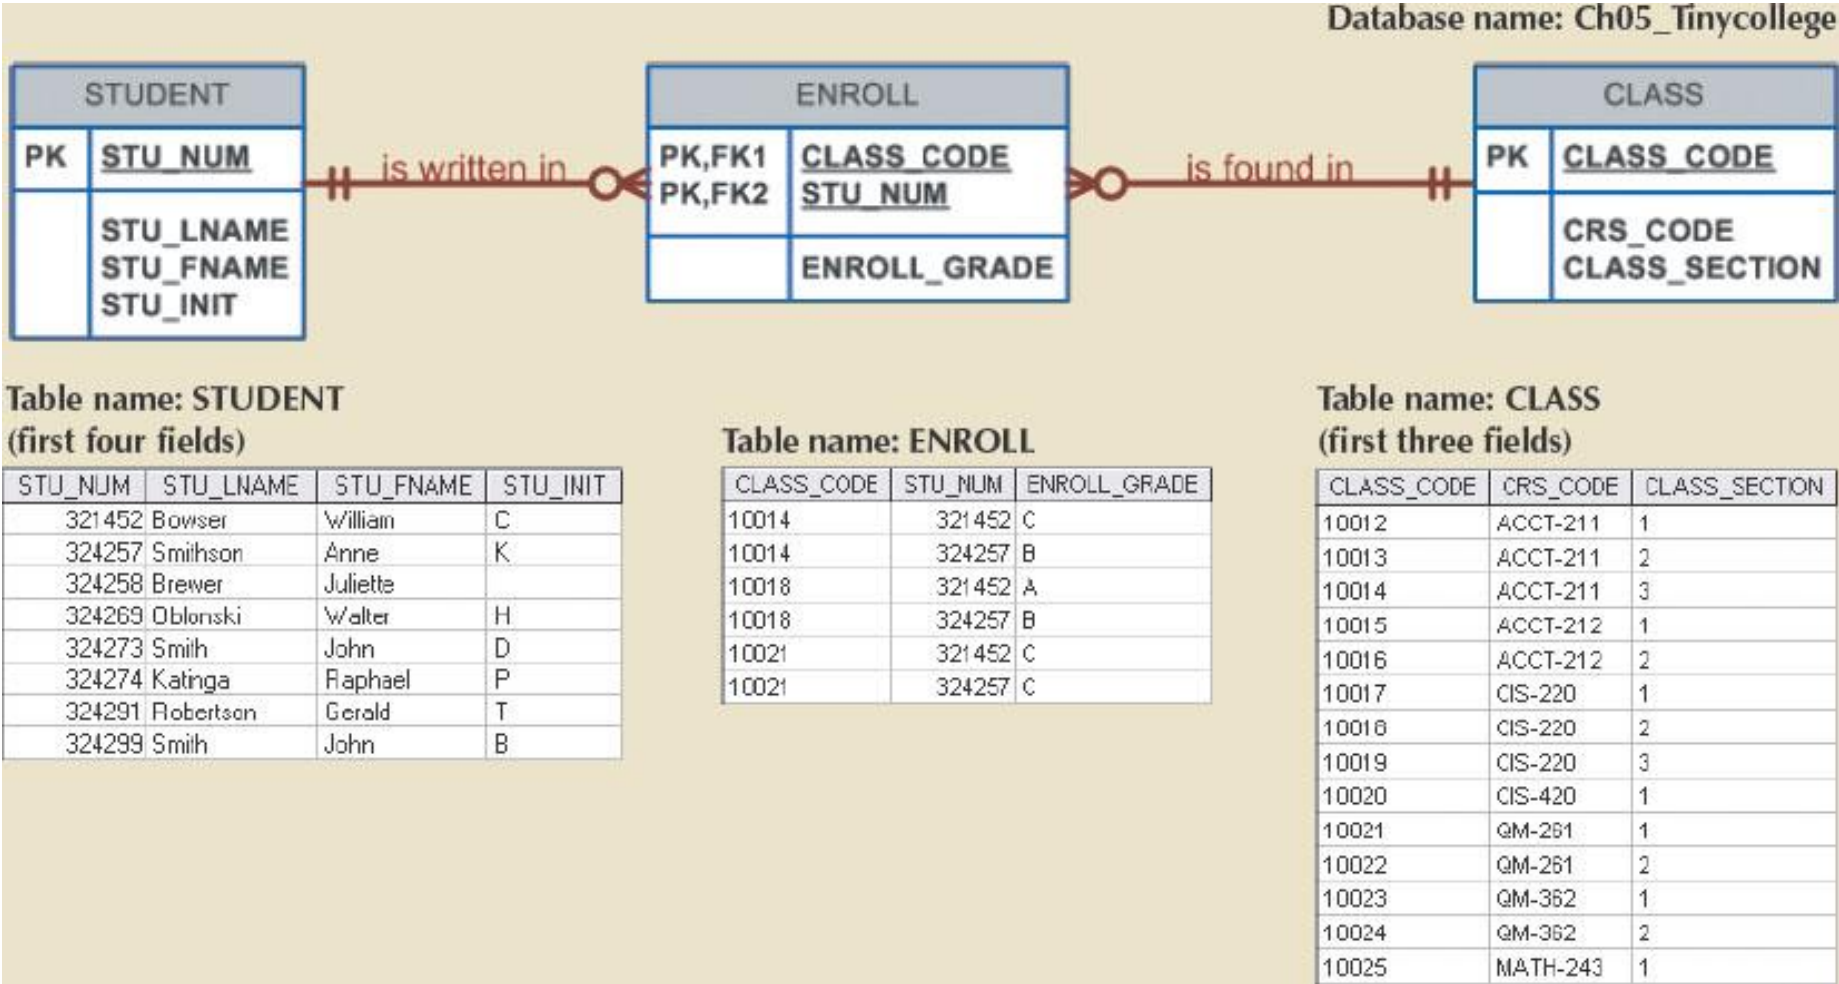 Database name: Ch05_Tinycollege
STUDENT
PK STU_NUM
STU_LNAME
STU_FNAME
STU_INIT
is written in
ENROLL
PK,FK1 CLASS_CODE
PK,FK2 STU_NUM
ENROLL_GRADE
is found in
CLASS
PK CLASS_CODE
CRS_CODE
CLASS_SECTION
Table name: STUDENT
(first four fields)
STU_NUM STU_LNAME STU_FNAME STU_INIT
321452 Bowser William C
324257 Smithson Anne K
324258 Brewer Juliette
324269 Oblonski Walter H
324273 Smith John D
324274 Katinga Raphael P
324291 Robertson Gerald T
324299 Smith John B
Table name: ENROLL
CLASS_CODE STU_NUM ENROLL_GRADE
10014 321452 C
10014 324257 B
10018 321452 A
10018 324257 B
10021 321452 C
10021 324257 C
Table name: CLASS
(first three fields)
CLASS_CODE CRS_CODE CLASS_SECTION
10012 ACCT-211 1
10013 ACCT-211 2
10014 ACCT-211 3
10015 ACCT-212 1
10016 ACCT-212 2
10017 CIS-220 1
10018 CIS-220 2
10019 CIS-220 3
10020 CIS-420 1
10021 QM-261 1
10022 QM-261 2
10023 QM-362 1
10024 QM-362 2
10025 MATH-243 1